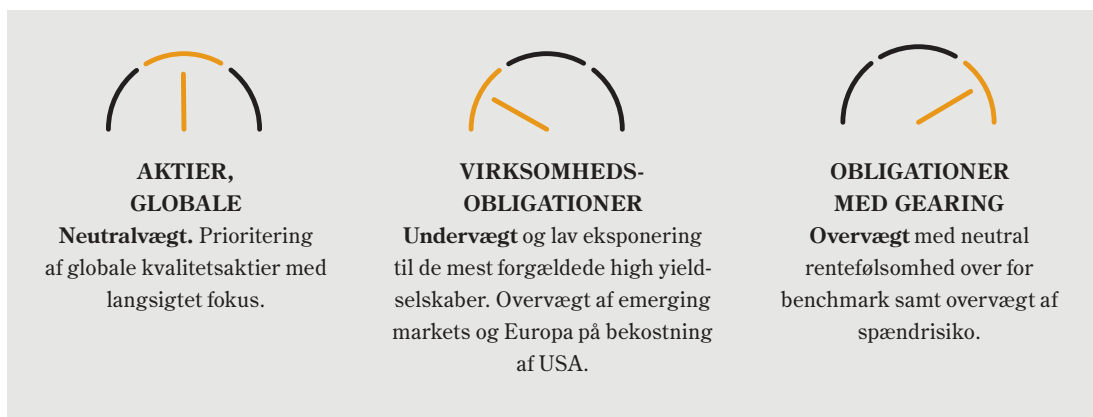 AKTIER,
GLOBALE
Neutralvægt. Prioritering
af globale kvalitetsaktier med
langsigtet fokus.
VIRKSOMHEDS-
OBLIGATIONER
Undervægt og lav eksponering
til de mest forgældede high yield-
selskaber. Overvægt af emerging
markets og Europa på bekostning
af USA.
OBLIGATIONER
MED GEARING
Overvægt med neutral
rentefølsomhed over for
benchmark samt overvægt af
spændrisiko.